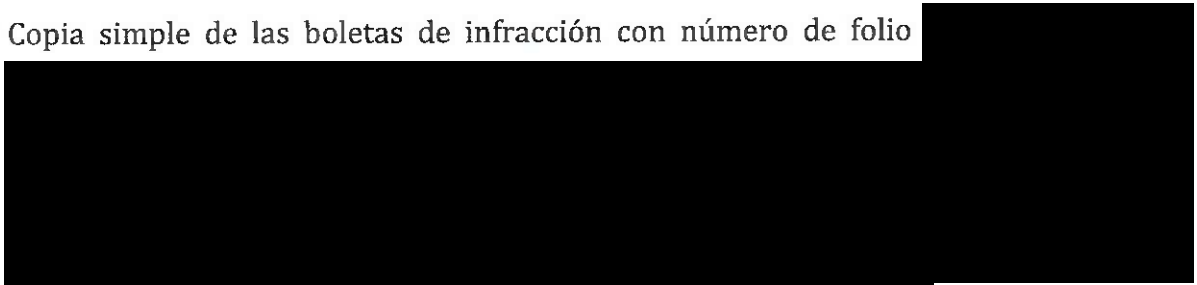 Copia simple de las boletas de infracción con número de folio